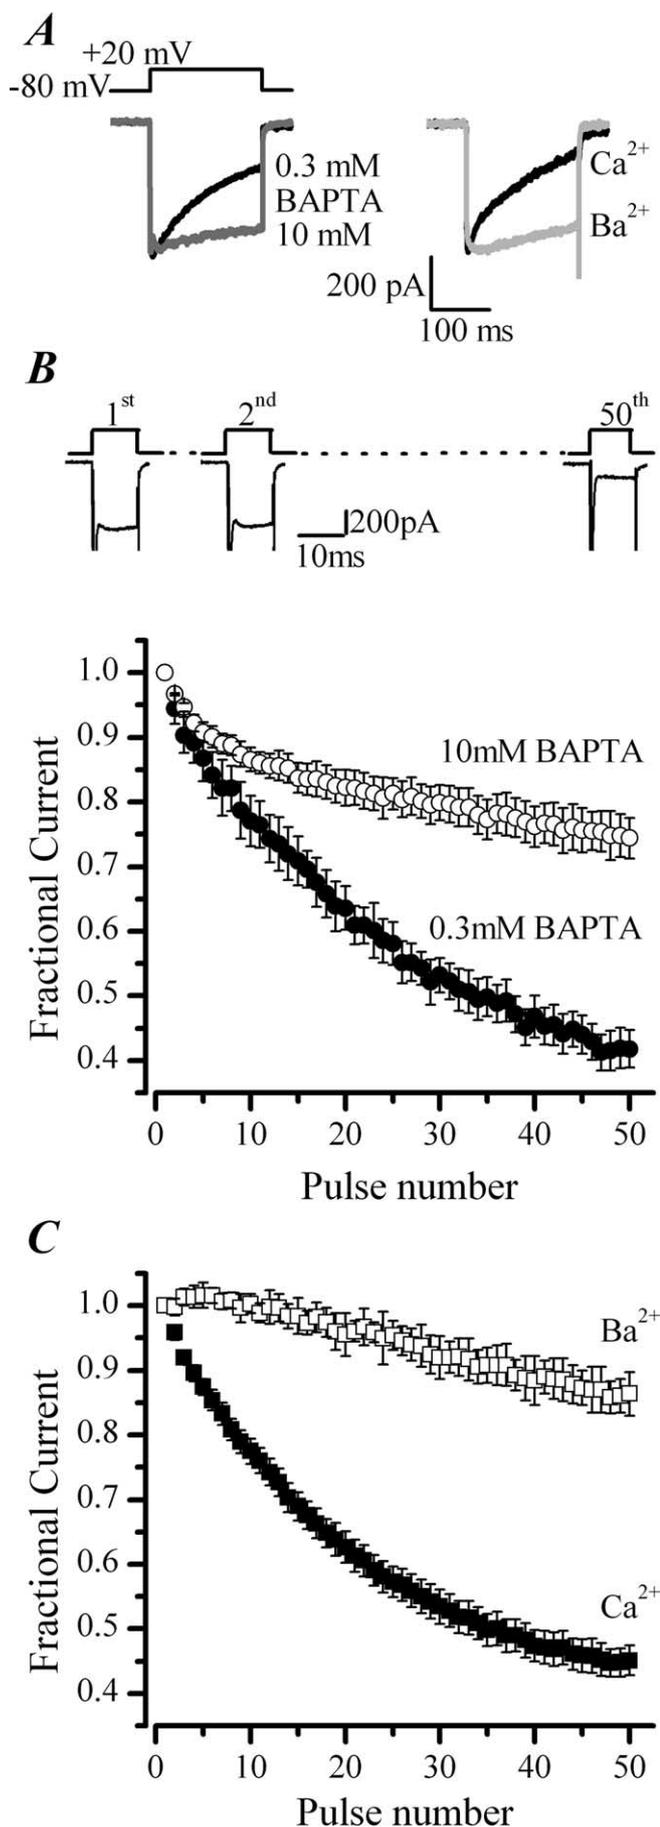 A
+20 mV
-80 mV
0.3 mM
BAPTA
10 mM
Ca2+
Ba2+
200 pA
100 ms
B
1st
2nd
50th
200pA
10ms
1.0
0.9
0.8
0.7
0.6
0.5
0.4
Fractional Current
10mM BAPTA
0.3mM BAPTA
0 10 20 30 40 50
Pulse number
C
1.0
0.9
0.8
0.7
0.6
0.5
0.4
Fractional Current
Ba2+
Ca2+
0 10 20 30 40 50
Pulse number